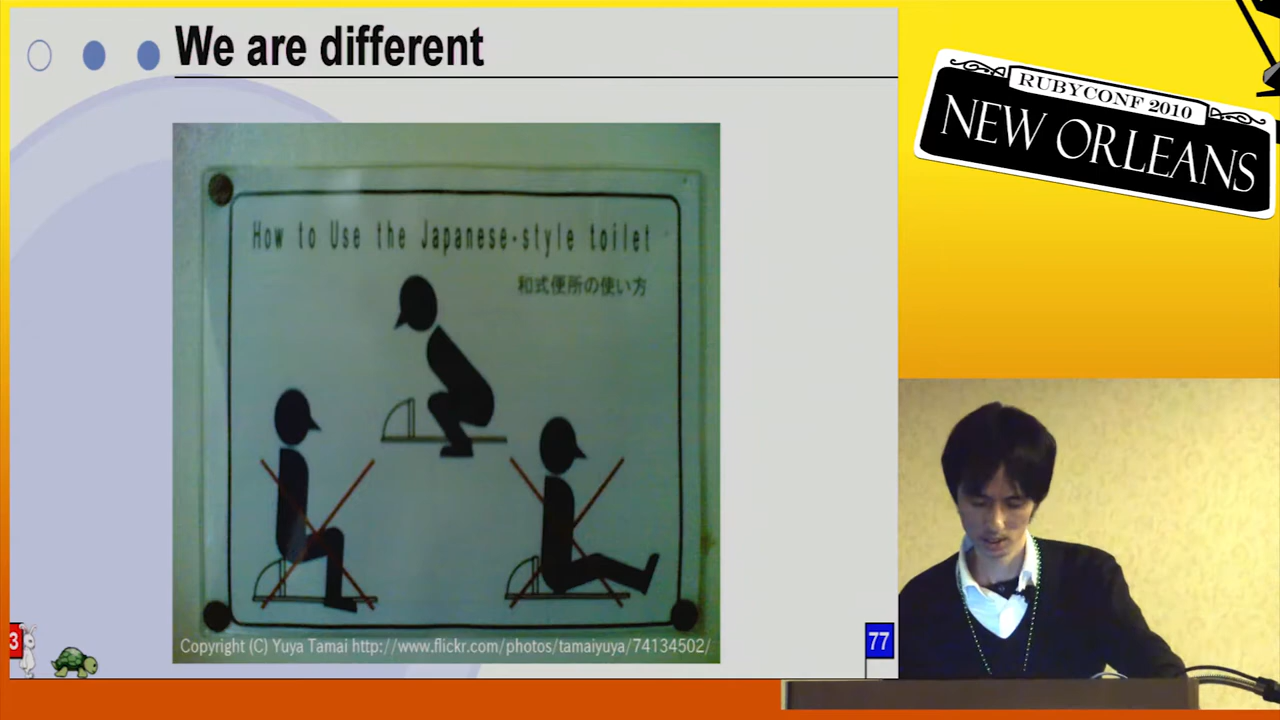 We are different
How to Use the Japanese-style toilet
和式便所の使い方
Copyright (C) Yuya Tamai http://www.flickr.com/photos/tamaiyuya/74134502/
3
77
RUBYCONF 2010
NEW ORLEANS